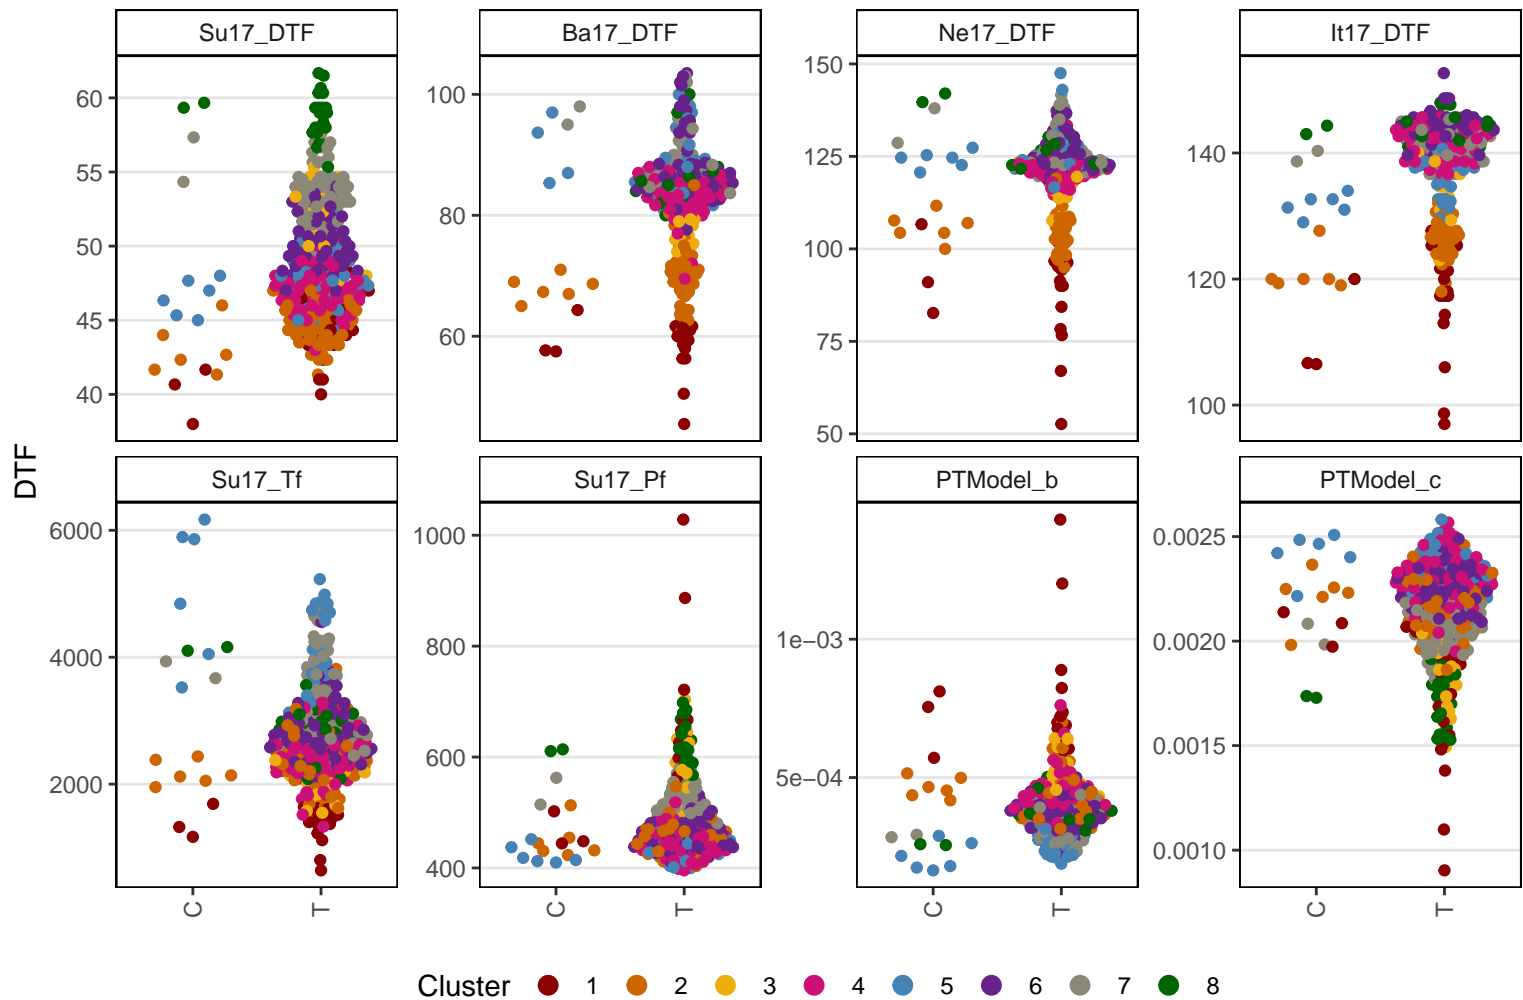 Su17_DTF Ba17_DTF Ne17_DTF It17_DTF
60 55 50 45 40
100 80 60
150 125 100 75 50
140 120 100
DTF
Su17_Tf Su17_Pf PTModel_b PTModel_c
6000 4000 2000
1000 800 600 400
1e−03 5e−04
0.0025 0.0020 0.0015 0.0010
C T C T C T C T
Cluster 1 2 3 4 5 6 7 8